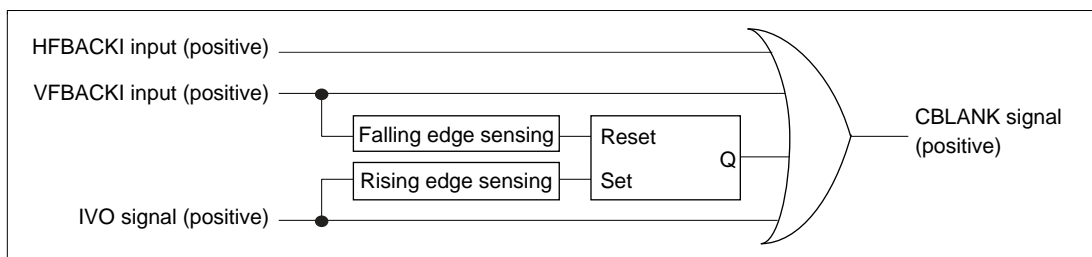 HFBACKI input (positive)
VFBACKI input (positive)
CBLANK signal
(positive)
Falling edge sensing
Reset
Q
Rising edge sensing
Set
IVO signal (positive)